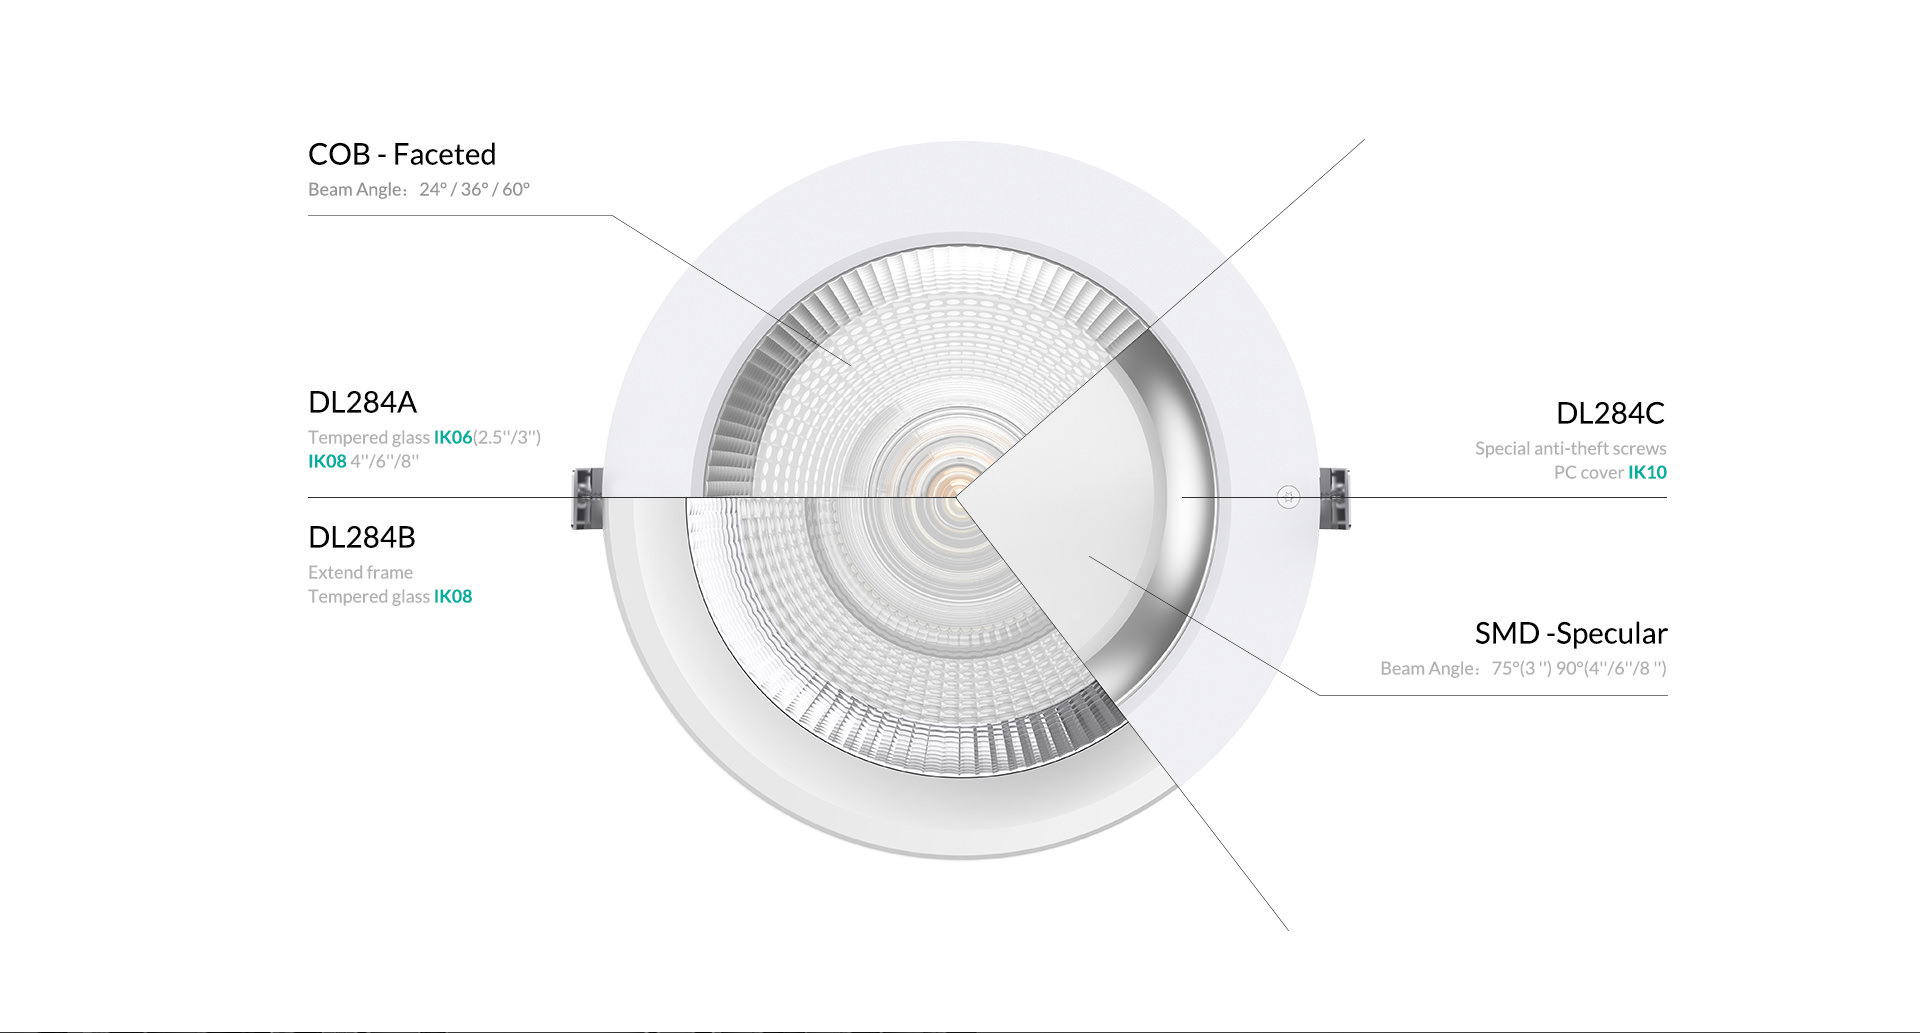 COB - Faceted
Beam Angle： 24° / 36° / 60°
DL284A
Tempered glass IK06(2.5''/3'')
IK08 4''/6''/8''
DL284B
Extend frame
Tempered glass IK08
DL284C
Special anti-theft screws
PC cover IK10
SMD -Specular
Beam Angle： 75°(3 '') 90°(4''/6''/8 '')